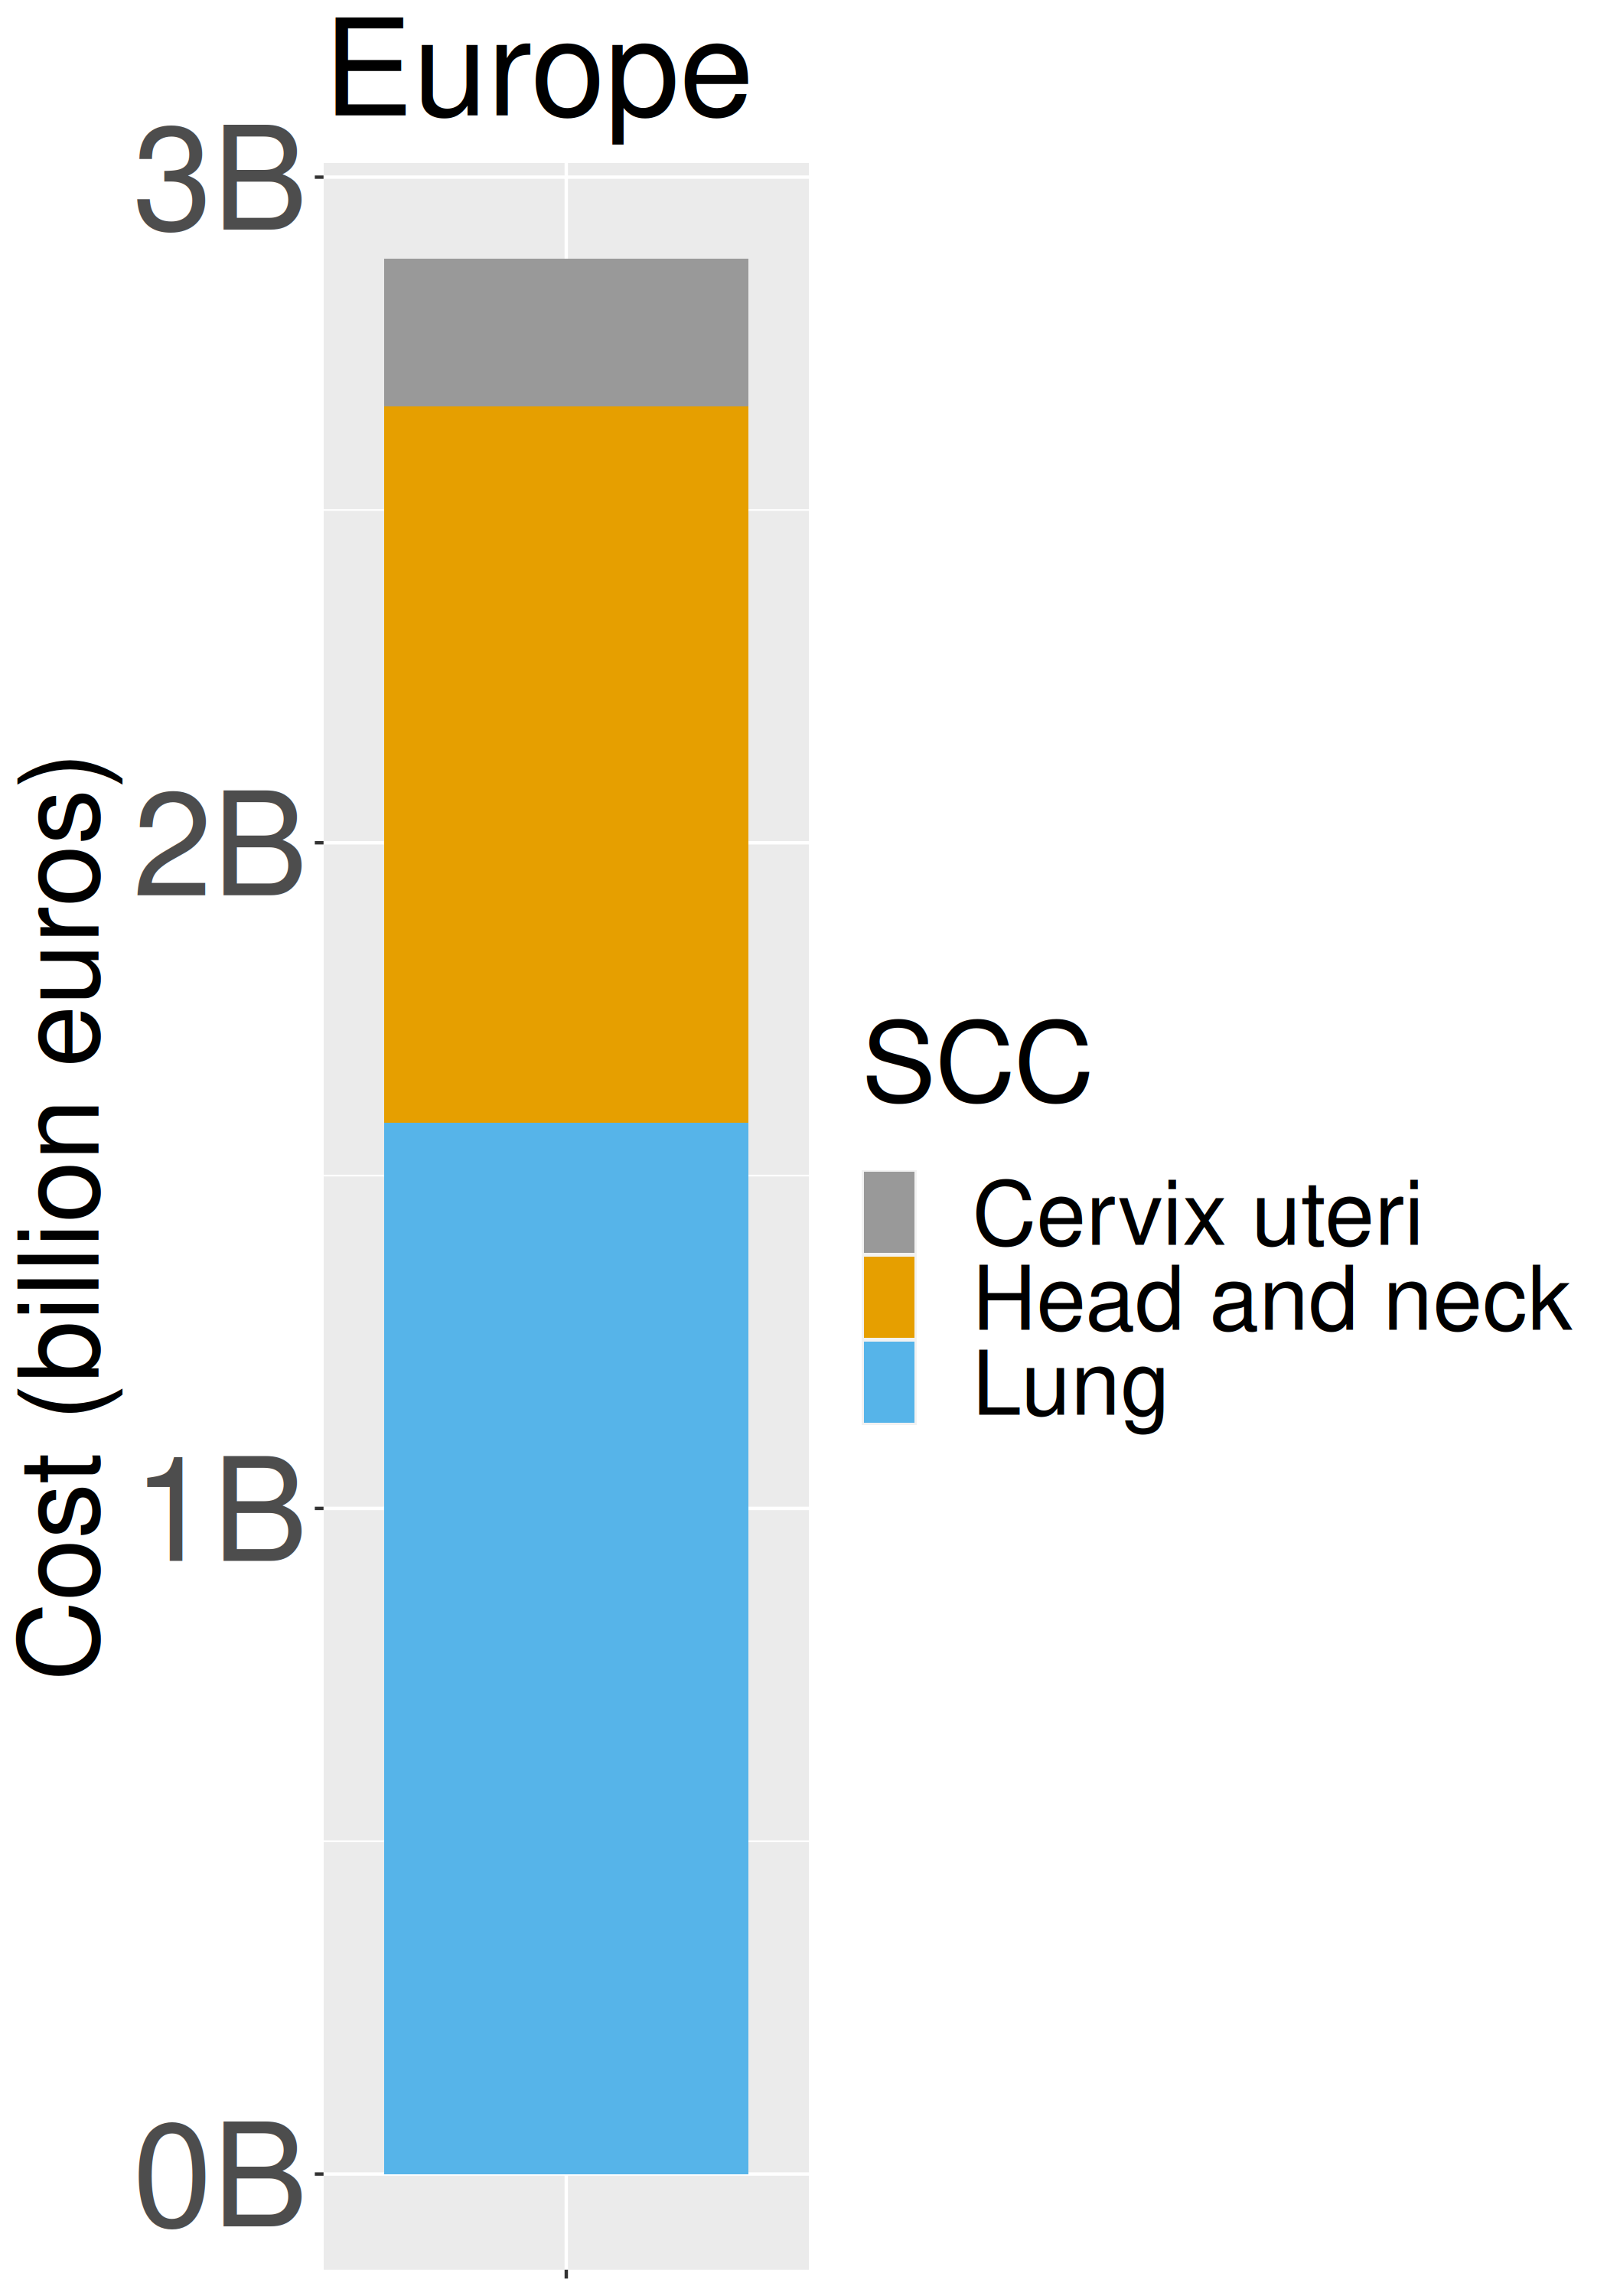 Europe
3B
2B
1B
0B
Cost (billion euros)
SCC
Cervix uteri
Head and neck
Lung